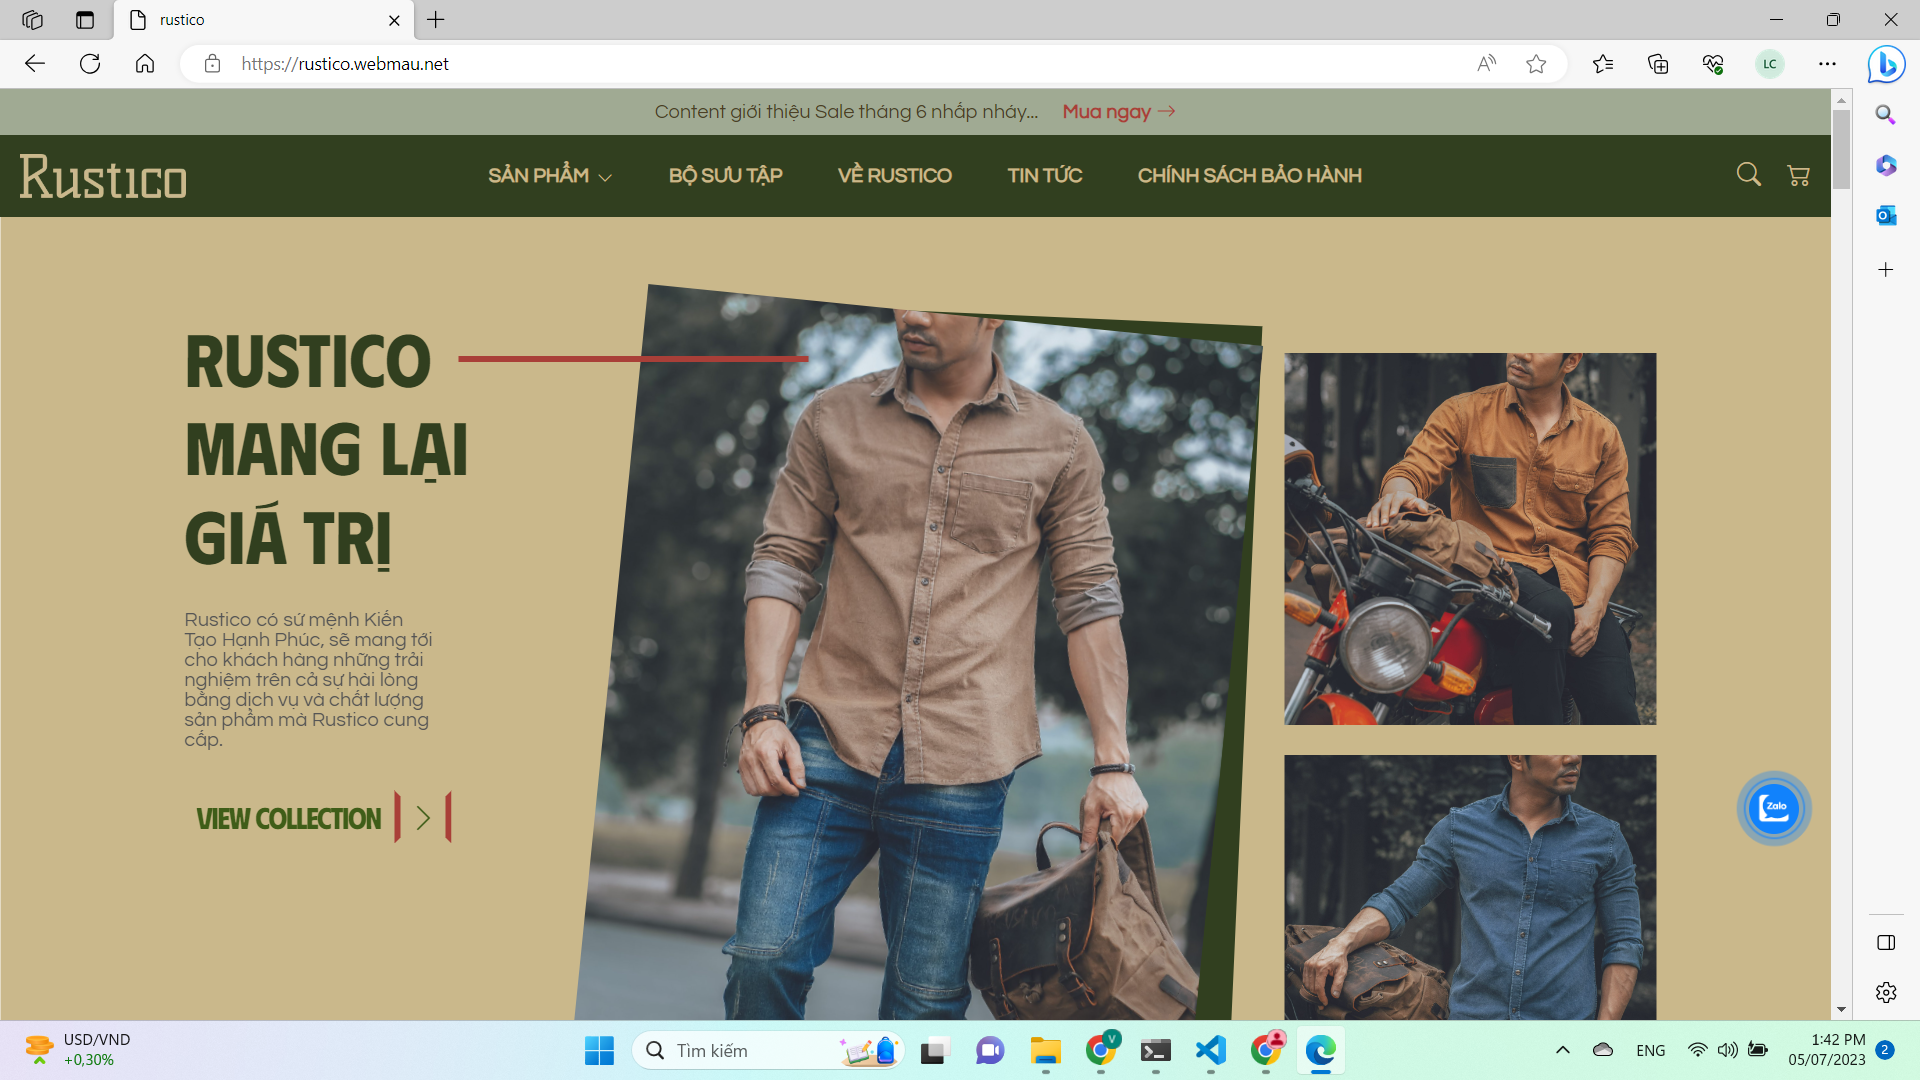 rustico
https://rustico.webmau.net
LC
Content giới thiệu Sale tháng 6 nhấp nháy... Mua ngay →
Rustico
SẢN PHẨM
BỘ SƯU TẬP
VỀ RUSTICO
TIN TỨC
CHÍNH SÁCH BẢO HÀNH
RUSTICO
MANG LẠI
GIÁ TRỊ
Rustico có sứ mệnh Kiến
Tạo Hạnh Phúc, sẽ mang tới
cho khách hàng những trải
nghiệm trên cả sự hài lòng
bằng dịch vụ và chất lượng
sản phẩm mà Rustico cung
cấp.
VIEW COLLECTION
Zalo
USD/VND
+0,30%
Tìm kiếm
V
ENG
1:42 PM
05/07/2023
2